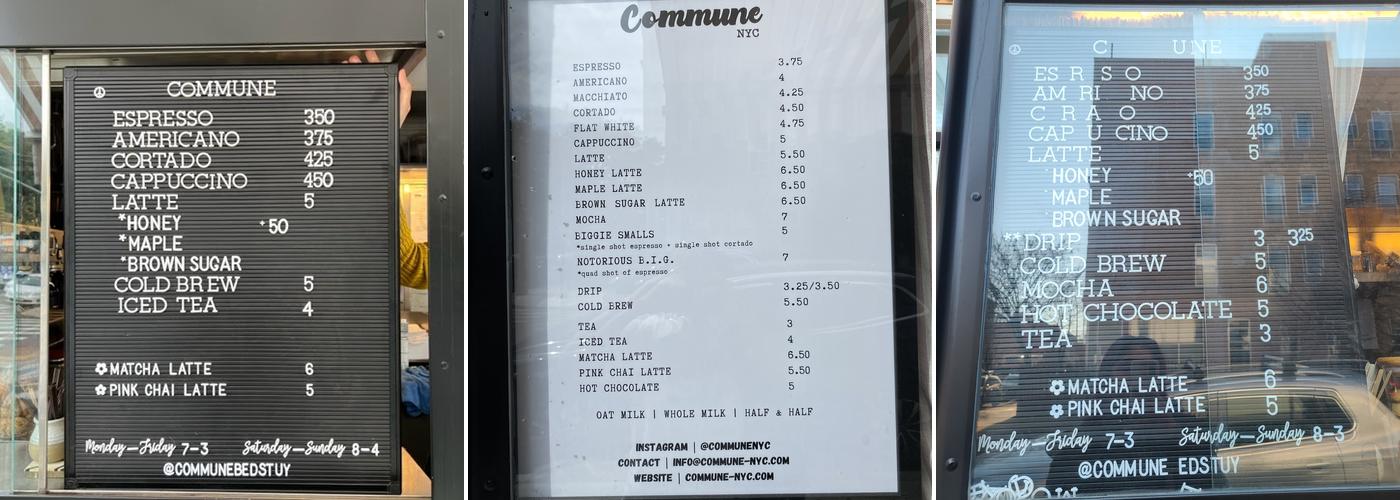 COMMUNE
ESPRESSO 350
AMERICANO 375
CORTADO 425
CAPPUCCINO 450
LATTE 5
*HONEY +50
*MAPLE
*BROWN SUGAR
COLD BREW 5
ICED TEA 4
MATCHA LATTE 6
PINK CHAI LATTE 5
Monday-Friday 7-3 Saturday-Sunday 8-4
@COMMUNEBEDSTUY
Commune
NYC
ESPRESSO 3.75
AMERICANO 4
MACCHIATO 4.25
CORTADO 4.50
FLAT WHITE 4.75
CAPPUCCINO 5
LATTE 5.50
HONEY LATTE 6.50
MAPLE LATTE 6.50
BROWN SUGAR LATTE 6.50
MOCHA 7
BIGGIE SMALLS 5
*single shot espresso + single shot cortado
NOTORIOUS B.I.G. 7
*quad shot of espresso
DRIP 3.25/3.50
COLD BREW 5.50
TEA 3
ICED TEA 4
MATCHA LATTE 6.50
PINK CHAI LATTE 5.50
HOT CHOCOLATE 5
OAT MILK | WHOLE MILK | HALF & HALF
INSTAGRAM | @COMMUNENYC
CONTACT | INFO@COMMUNE-NYC.COM
WEBSITE | COMMUNE-NYC.COM
C UNE
ES R S O 350
AM RI NO 375
C R A O 425
CAP U CINO 450
LATTE 5
HONEY +50
MAPLE
BROWN SUGAR
**DRIP 3 325
COLD BREW 5
MOCHA 6
HOT CHOCOLATE 5
TEA 3
MATCHA LATTE 6
PINK CHAI LATTE 5
Monday-Friday 7-3 Saturday-Sunday 8-3
@COMMUNE EDSTUY